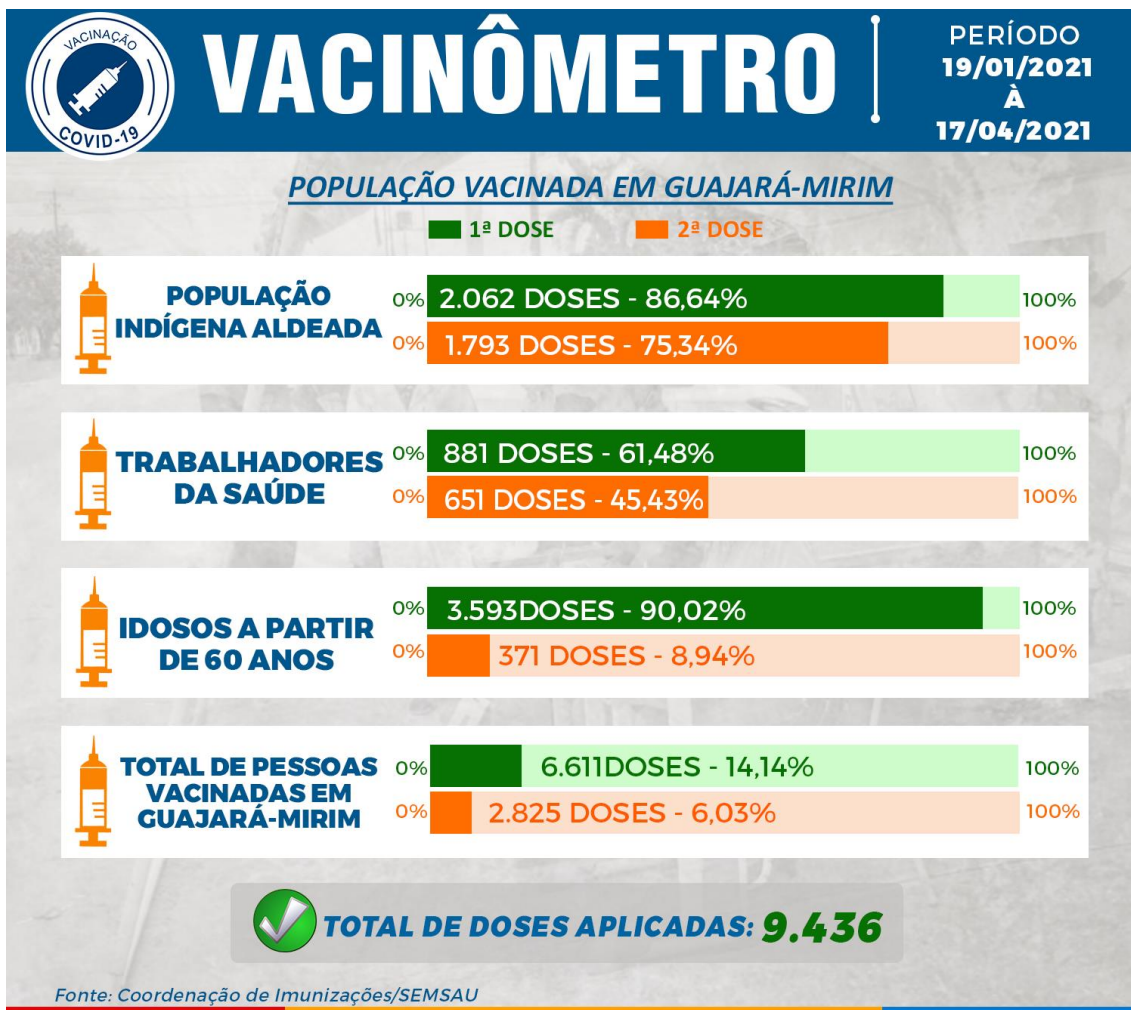 VACINAÇÃO
COVID-19
VACINÔMETRO
PERÍODO
19/01/2021
À
17/04/2021
POPULAÇÃO VACINADA EM GUAJARÁ-MIRIM
1ª DOSE
2ª DOSE
POPULAÇÃO
INDÍGENA ALDEADA
0% 2.062 DOSES - 86,64% 100%
0% 1.793 DOSES - 75,34% 100%
TRABALHADORES
DA SAÚDE
0% 881 DOSES - 61,48% 100%
0% 651 DOSES - 45,43% 100%
IDOSOS A PARTIR
DE 60 ANOS
0% 3.593DOSES - 90,02% 100%
0% 371 DOSES - 8,94% 100%
TOTAL DE PESSOAS
VACINADAS EM
GUAJARÁ-MIRIM
0% 6.611DOSES - 14,14% 100%
0% 2.825 DOSES - 6,03% 100%
TOTAL DE DOSES APLICADAS: 9.436
Fonte: Coordenação de Imunizações/SEMSAU